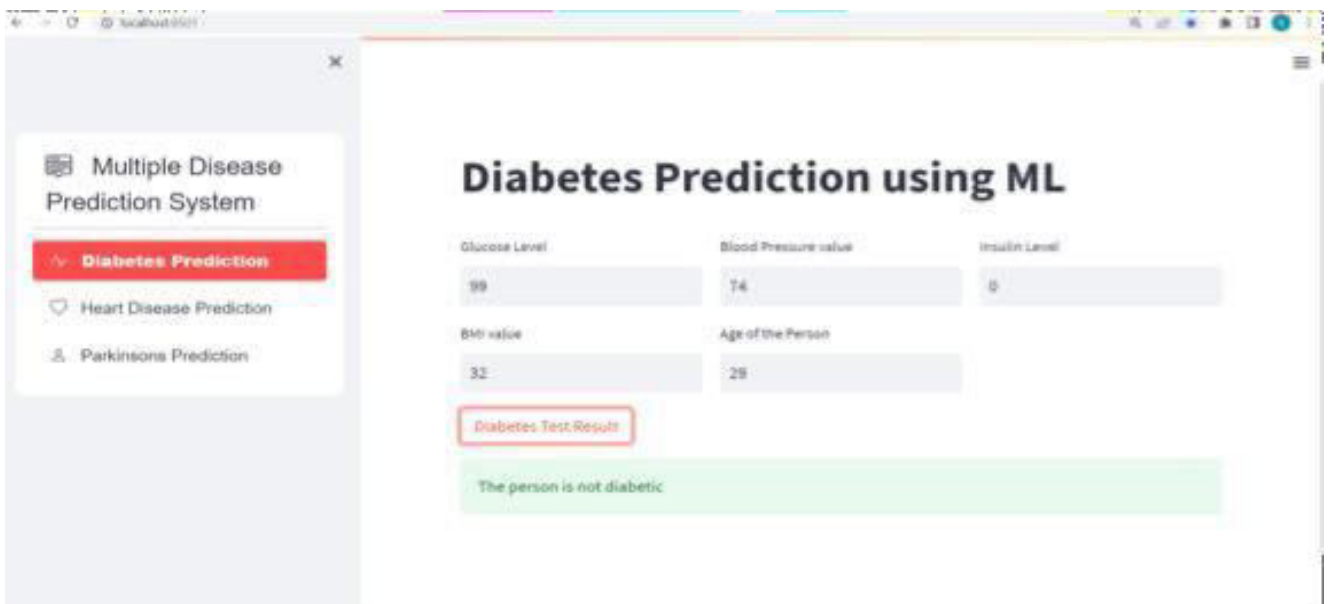 Multiple Disease
Prediction System
Diabetes Prediction
Heart Disease Prediction
Parkinsons Prediction
Diabetes Prediction using ML
Glucose Level
Blood Pressure value
Insulin Level
99
74
0
BMI value
Age of the Person
32
29
Diabetes Test Result
The person is not diabetic